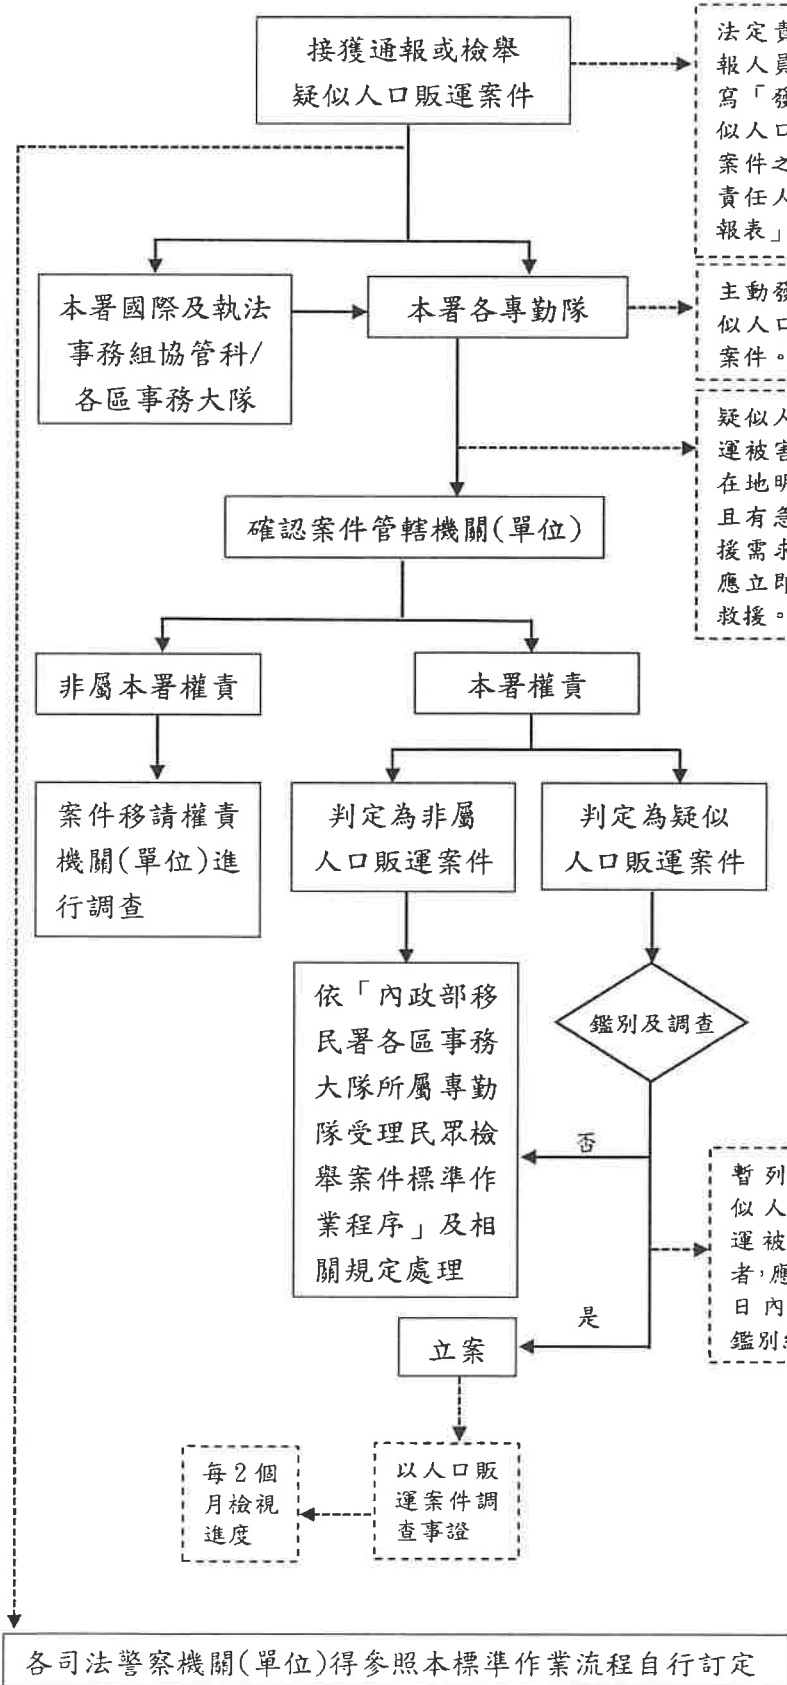 接獲通報或檢舉
疑似人口販運案件
法定責
報人員
寫「發
似人口
案件之
責任人
報表」
本署國際及執法
事務組協管科/
各區事務大隊
本署各專勤隊
主動發
似人口
案件。
疑似人
運被害
在地明
且有急
援需求
應立即
救援。
確認案件管轄機關(單位)
非屬本署權責
本署權責
案件移請權責
機關(單位)進
行調查
判定為非屬
人口販運案件
判定為疑似
人口販運案件
依「內政部移
民署各區事務
大隊所屬專勤
隊受理民眾檢
舉案件標準作
業程序」及相
關規定處理
鑑別及調查
否
暫列
似人
運被
者,應
日內
鑑別
是
立案
以人口販
運案件調
查事證
每2個
月檢視
進度
各司法警察機關(單位)得參照本標準作業流程自行訂定